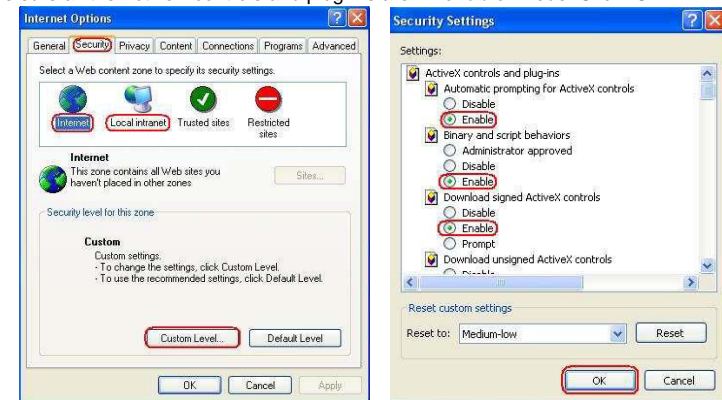 Internet Options
General Security Privacy Content Connections Programs Advanced
Select a Web content zone to specify its security settings.
Internet Local intranet Trusted sites Restricted sites
Internet
This zone contains all Web sites you
haven't placed in other zones
Sites...
Security level for this zone
Custom
Custom settings.
- To change the settings, click Custom Level.
- To use the recommended settings, click Default Level.
Custom Level... Default Level
OK Cancel Apply
Security Settings
Settings:
ActiveX controls and plug-ins
Automatic prompting for ActiveX controls
Disable
Enable
Binary and script behaviors
Administrator approved
Disable
Enable
Download signed ActiveX controls
Disable
Enable
Prompt
Download unsigned ActiveX controls
Reset custom settings
Reset to: Medium-low Reset
OK Cancel